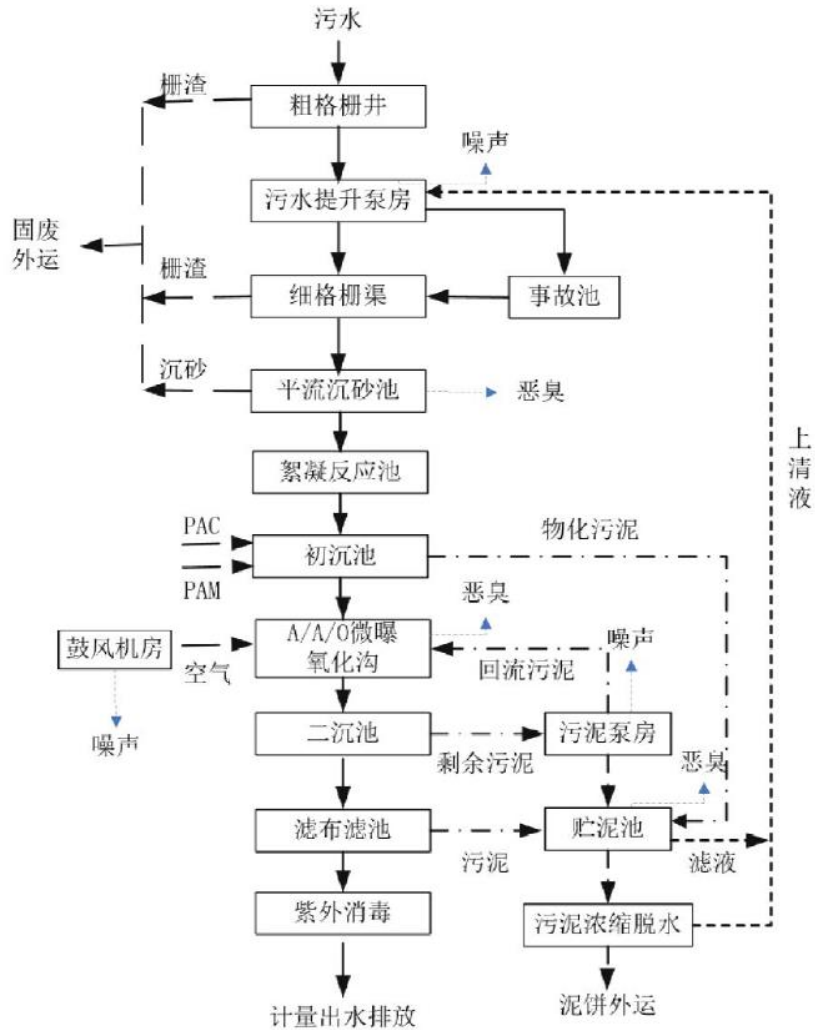 污水
栅渣
粗格栅井
噪声
污水提升泵房
固废
外运
栅渣
细格栅渠
事故池
沉砂
平流沉砂池
恶臭
上
清
液
絮凝反应池
PAC
物化污泥
初沉池
PAM
恶臭
A/A/O微曝
氧化沟
噪声
鼓风机房
空气
回流污泥
噪声
二沉池
污泥泵房
剩余污泥
恶臭
滤布滤池
贮泥池
污泥
滤液
紫外消毒
污泥浓缩脱水
计量出水排放
泥饼外运